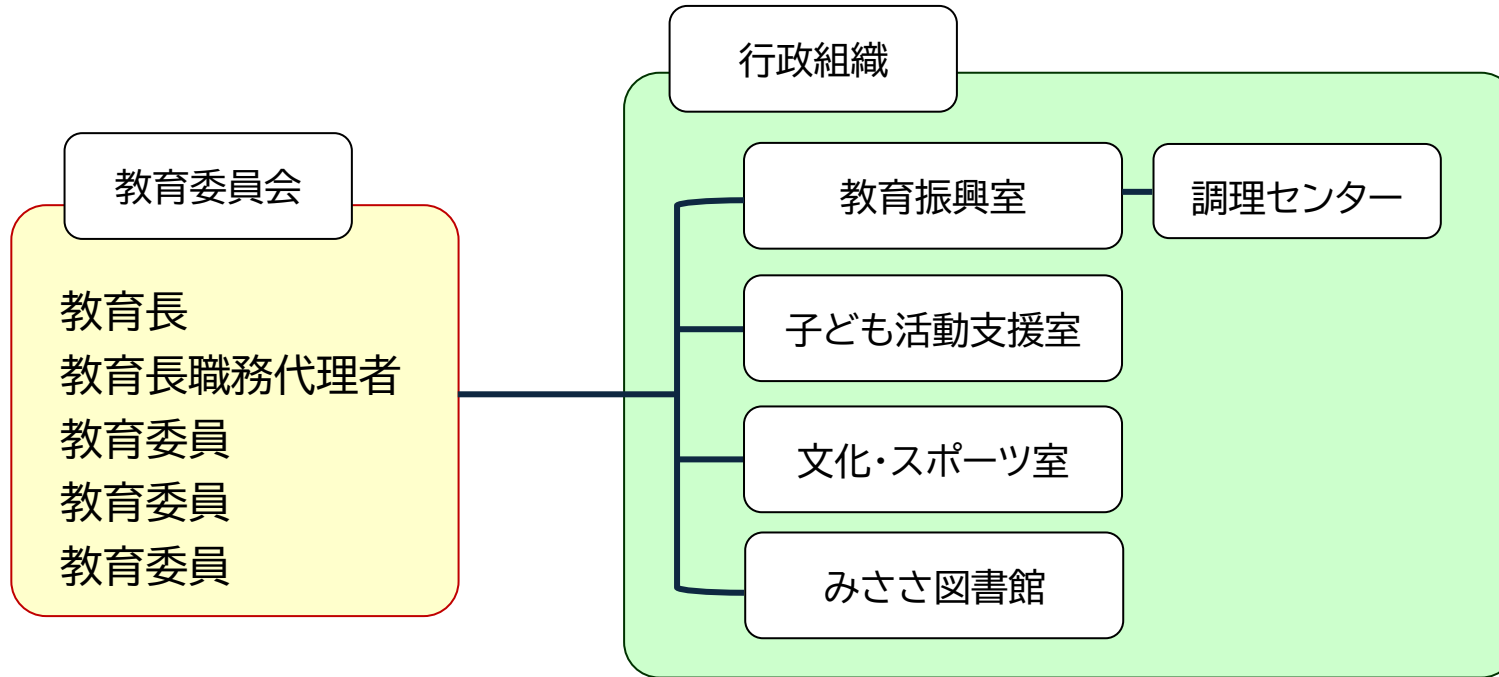 教育委員会
教育長
教育長職務代理者
教育委員
教育委員
教育委員
行政組織
教育振興室
調理センター
子ども活動支援室
文化・スポーツ室
みささ図書館